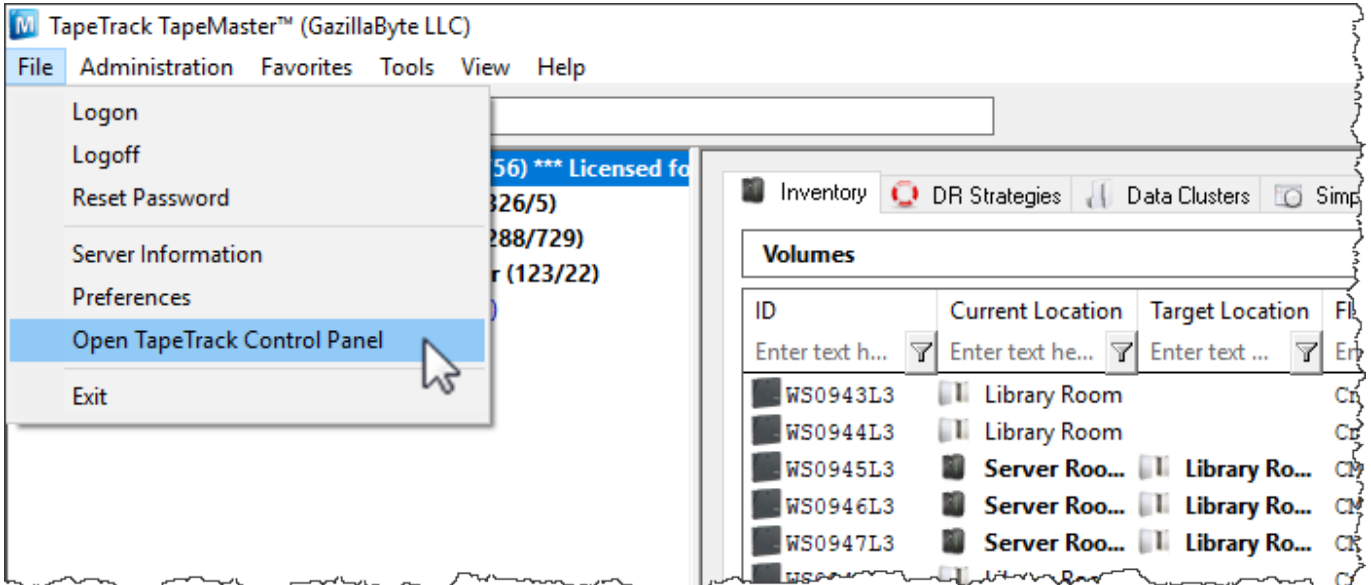 TapeTrack TapeMaster™ (GazillaByte LLC)
File Administration Favorites Tools View Help
Logon
Logoff
Reset Password
Server Information
Preferences
Open TapeTrack Control Panel
Exit
56) *** Licensed fo
326/5)
288/729)
r (123/22)
)
Inventory DR Strategies Data Clusters Simp
Volumes
ID Current Location Target Location
Enter text h... Enter text he... Enter text ...
WS0943L3 Library Room
WS0944L3 Library Room
WS0945L3 Server Roo... Library Ro...
WS0946L3 Server Roo... Library Ro...
WS0947L3 Server Roo... Library Ro...